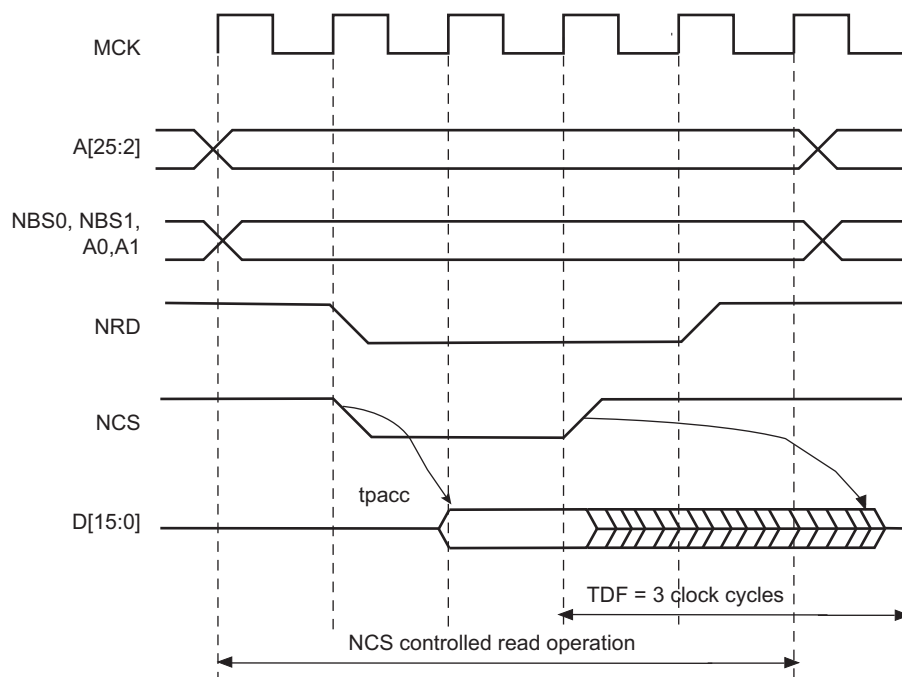 MCK
A[25:2]
NBS0, NBS1,
A0,A1
NRD
NCS
tpacc
D[15:0]
TDF = 3 clock cycles
NCS controlled read operation